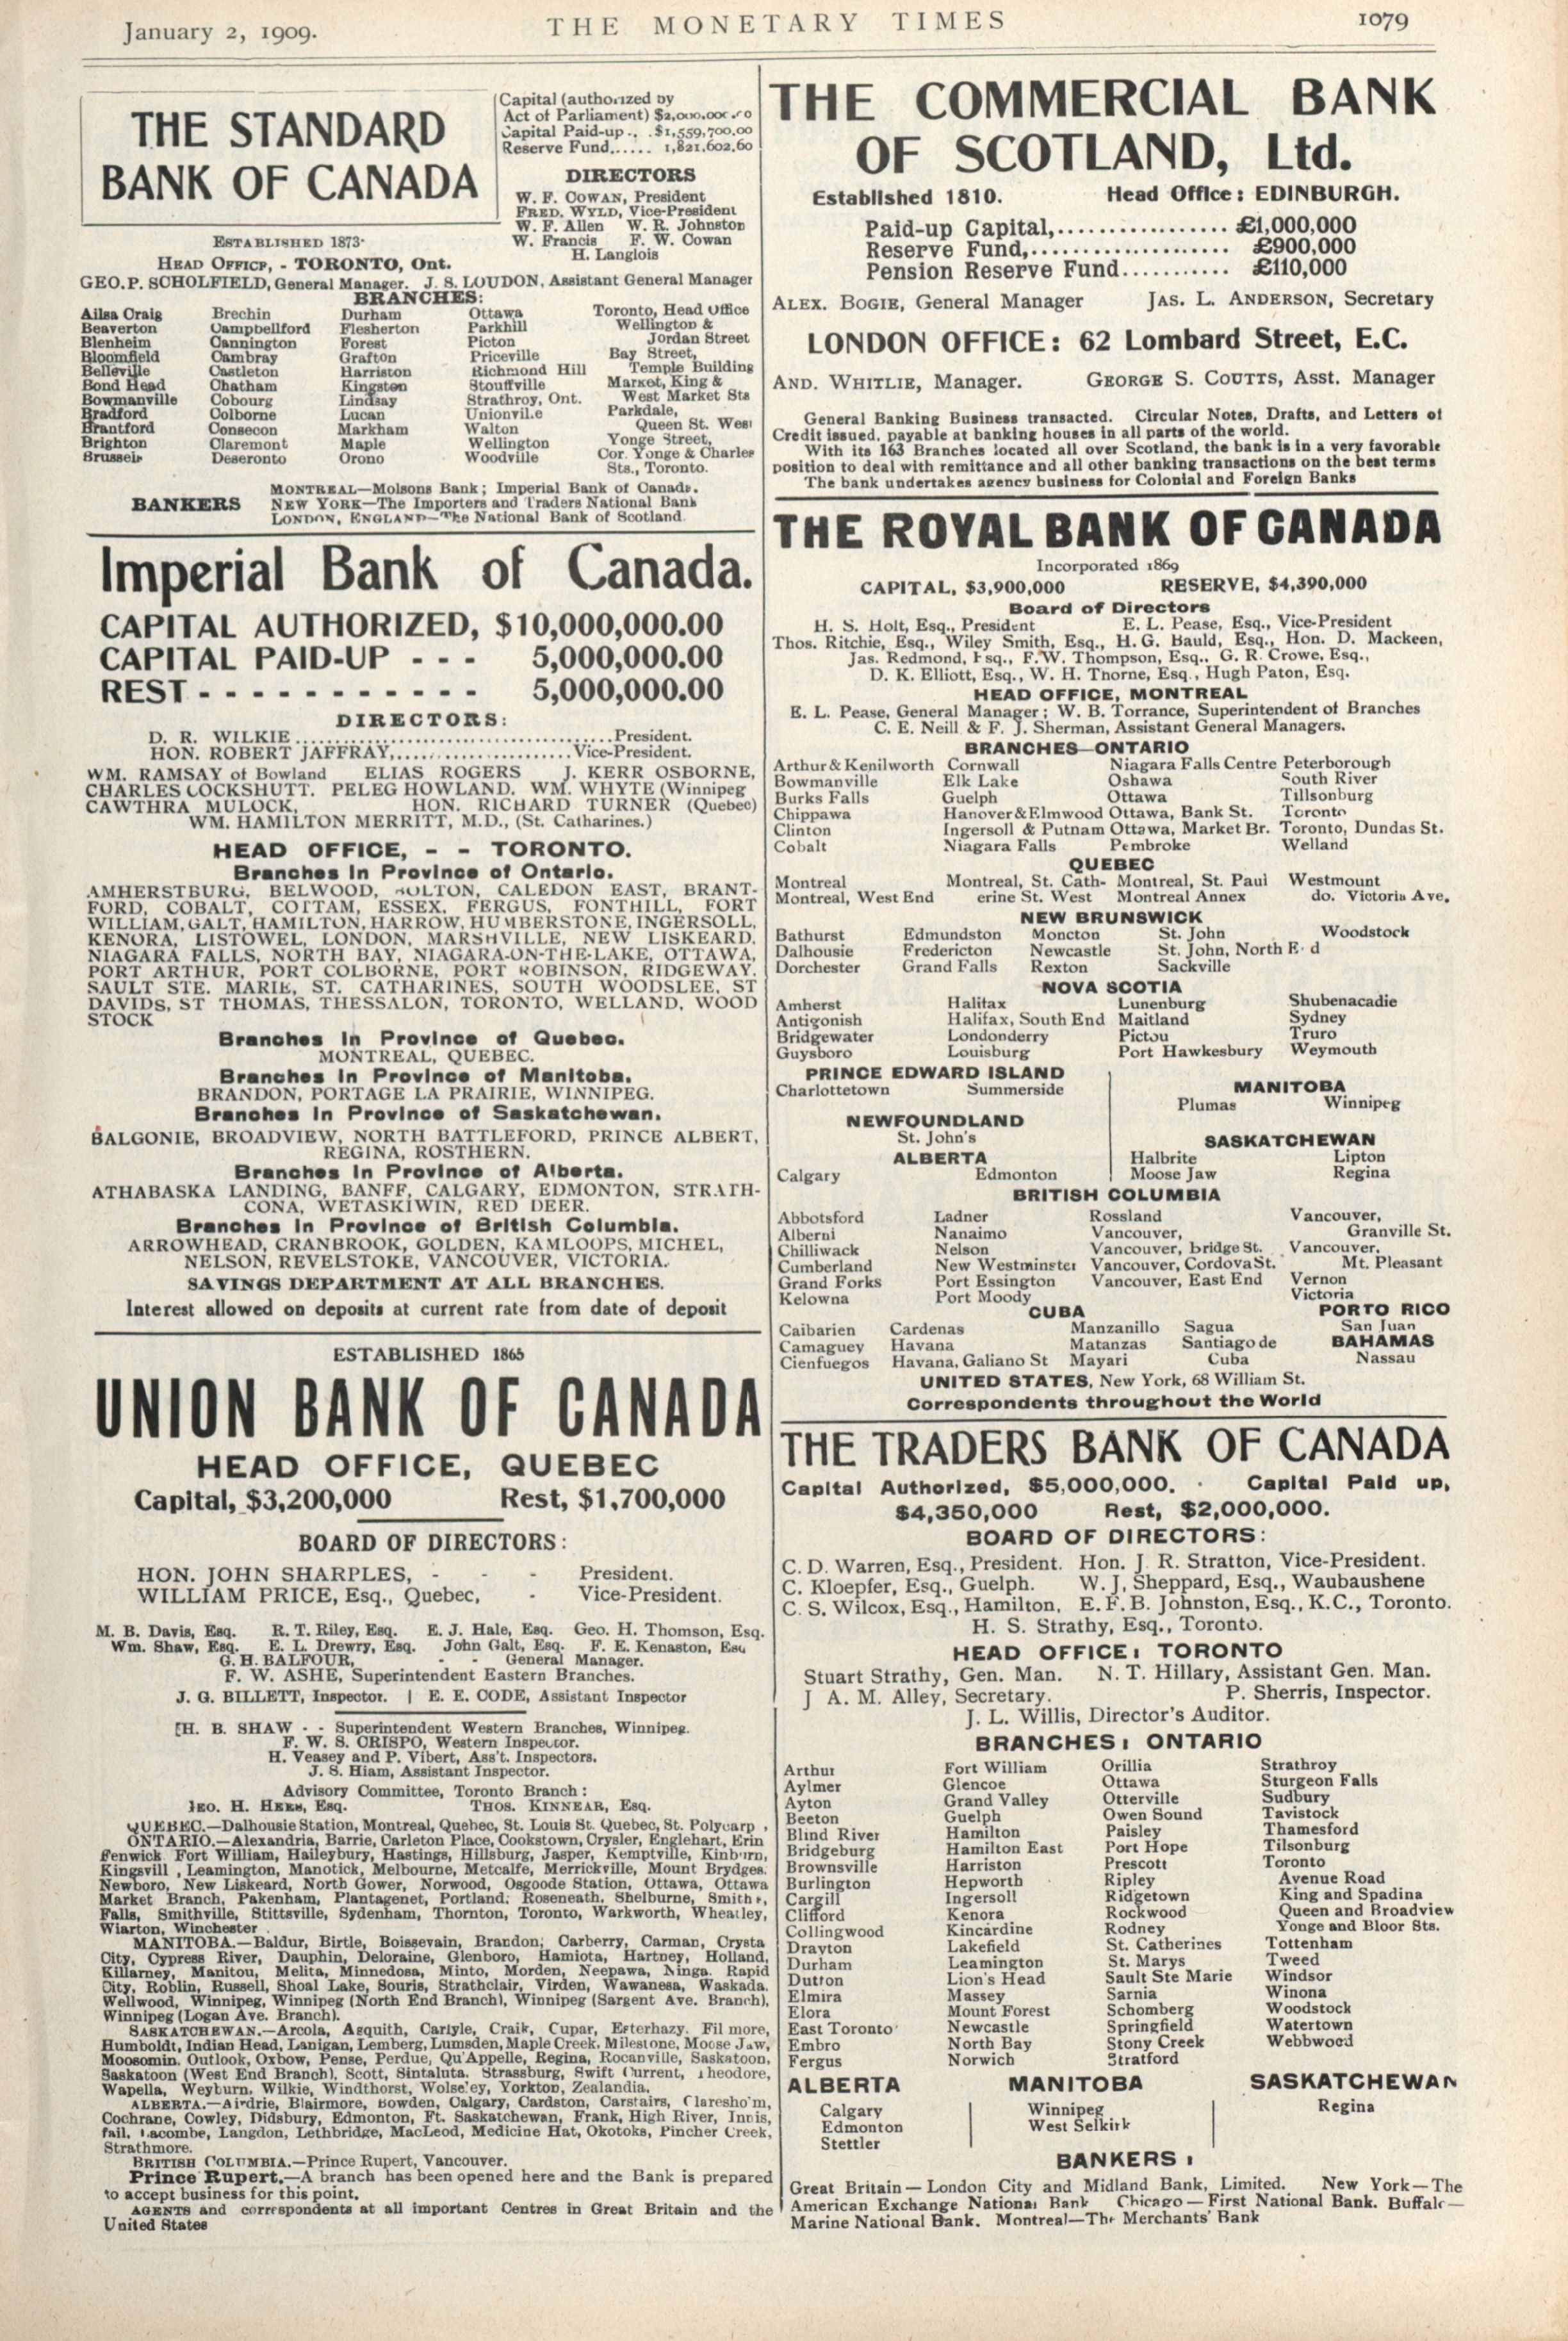 January 2, 1909.
THE MONETARY TIMES
1079
THE STANDARD
BANK OF CANADA
Capital (authorized by
Act of Parliament) $2,000,000.00
Capital Paid-up.. .$1,559,700.00
Reserve Fund...... 1,821,602.60
DIRECTORS
W. F. COWAN, President
FRED. WYLD, Vice-President
W. F. Allen W. R. Johnston
W. Francis F. W. Cowan
H. Langlois
ESTABLISHED 1873.
HEAD OFFICE, - TORONTO, Ont.
GEO. P. SCHOLFIELD, General Manager. J. S. LOUDON, Assistant General Manager
BRANCHES:
Ailsa Craig Brechin Durham Ottawa Toronto, Head Office
Beaverton Campbellford Flesherton Parkhill Wellington &
Blenheim Cannington Forest Picton Jordan Street
Bloomfield Cambray Grafton Priceville Bay Street,
Belleville Castleton Harriston Richmond Hill Temple Building
Bond Head Chatham Kingston Stouffville Market, King &
Bowmanville Cobourg Lindsay Strathroy, Ont. West Market Sts
Bradford Colborne Lucan Unionville Parkdale,
Brantford Consecon Markham Walton Queen St. West
Brighton Claremont Maple Wellington Yonge Street,
Brussels Deseronto Orono Woodville Cor. Yonge & Charles
Sts., Toronto.
BANKERS
MONTREAL—Molsons Bank; Imperial Bank of Canada.
NEW YORK—The Importers and Traders National Bank
LONDON, ENGLAND—The National Bank of Scotland.
Imperial Bank of Canada.
CAPITAL AUTHORIZED, $10,000,000.00
CAPITAL PAID-UP - - - 5,000,000.00
REST - - - - - - - - - - - 5,000,000.00
DIRECTORS:
D. R. WILKIE........................................President.
HON. ROBERT JAFFRAY,......................Vice-President.
WM. RAMSAY of Bowland ELIAS ROGERS J. KERR OSBORNE,
CHARLES COCKSHUTT. PELEG HOWLAND. WM. WHYTE (Winnipeg
CAWTHRA MULOCK, HON. RICHARD TURNER (Quebec)
WM. HAMILTON MERRITT, M.D., (St. Catharines.)
HEAD OFFICE, - - TORONTO.
Branches in Province of Ontario.
AMHERSTBURG, BELWOOD, BOLTON, CALEDON EAST, BRANT-
FORD, COBALT, COTTAM, ESSEX, FERGUS, FONTHILL, FORT
WILLIAM, GALT, HAMILTON, HARROW, HUMBERSTONE, INGERSOLL,
KENORA, LISTOWEL, LONDON, MARSHVILLE, NEW LISKEARD,
NIAGARA FALLS, NORTH BAY, NIAGARA-ON-THE-LAKE, OTTAWA,
PORT ARTHUR, PORT COLBORNE, PORT ROBINSON, RIDGEWAY.
SAULT STE. MARIE, ST. CATHARINES, SOUTH WOODSLEE, ST
DAVIDS, ST THOMAS, THESSALON, TORONTO, WELLAND, WOOD
STOCK
Branches in Province of Quebec.
MONTREAL, QUEBEC.
Branches in Province of Manitoba.
BRANDON, PORTAGE LA PRAIRIE, WINNIPEG.
Branches in Province of Saskatchewan.
BALGONIE, BROADVIEW, NORTH BATTLEFORD, PRINCE ALBERT,
REGINA, ROSTHERN.
Branches in Province of Alberta.
ATHABASKA LANDING, BANFF, CALGARY, EDMONTON, STRATH-
CONA, WETASKIWIN, RED DEER.
Branches in Province of British Columbia.
ARROWHEAD, CRANBROOK, GOLDEN, KAMLOOPS, MICHEL,
NELSON, REVELSTOKE, VANCOUVER, VICTORIA.
SAVINGS DEPARTMENT AT ALL BRANCHES.
Interest allowed on deposits at current rate from date of deposit
ESTABLISHED 1865
UNION BANK OF CANADA
HEAD OFFICE, QUEBEC
Capital, $3,200,000 Rest, $1,700,000
BOARD OF DIRECTORS:
HON. JOHN SHARPLES, - - - President.
WILLIAM PRICE, Esq., Quebec, - Vice-President.
M. B. Davis, Esq. R. T. Riley, Esq. E. J. Hale, Esq. Geo. H. Thomson, Esq.
Wm. Shaw, Esq. E. L. Drewry, Esq. John Galt, Esq. F. E. Kenaston, Esq
G. H. BALFOUR, - - General Manager.
F. W. ASHE, Superintendent Eastern Branches.
J. G. BILLETT, Inspector. | E. E. CODE, Assistant Inspector
H. B. SHAW - - Superintendent Western Branches, Winnipeg.
F. W. S. CRISPO, Western Inspector.
H. Veasey and P. Vibert, Ass't. Inspectors.
J. S. Hiam, Assistant Inspector.
Advisory Committee, Toronto Branch:
GEO. H. HEES, Esq. THOS. KINNEAR, Esq.
QUEBEC.—Dalhousie Station, Montreal, Quebec, St. Louis St. Quebec, St. Polycarp,
ONTARIO.—Alexandria, Barrie, Carleton Place, Cookstown, Crysler, Englehart, Erin
Fenwick Fort William, Haileybury, Hastings, Hillsburg, Jasper, Kemptville, Kinburn,
Kingsvill, Leamington, Manotick, Melbourne, Metcalfe, Merrickville, Mount Brydges.
Newboro, New Liskeard, North Gower, Norwood, Osgoode Station, Ottawa, Ottawa
Market Branch, Pakenham, Plantagenet, Portland, Roseneath, Shelburne, Smiths,
Falls, Smithville, Stittsville, Sydenham, Thornton, Toronto, Warkworth, Wheatley,
Wiarton, Winchester
MANITOBA.—Baldur, Birtle, Boissevain, Brandon, Carberry, Carman, Crysta
City, Cypress River, Dauphin, Deloraine, Glenboro, Hamiota, Hartney, Holland,
Killarney, Manitou, Melita, Minnedosa, Minto, Morden, Neepawa, Ninga. Rapid
City, Roblin, Russell, Shoal Lake, Souris, Strathclair, Virden, Wawanesa, Waskada.
Wellwood, Winnipeg, Winnipeg (North End Branch), Winnipeg (Sargent Ave. Branch),
Winnipeg (Logan Ave. Branch).
SASKATCHEWAN.—Arcola, Asquith, Carlyle, Craik, Cupar, Esterhazy. Fil more,
Humboldt, Indian Head, Lanigan, Lemberg, Lumsden, Maple Creek, Milestone, Moose Jaw,
Moosomin, Outlook, Oxbow, Pense, Perdue, Qu'Appelle, Regina, Rocanville, Saskatoon,
Saskatoon (West End Branch), Scott, Sintaluta, Strassburg, Swift Current, Theodore,
Wapella, Weyburn, Wilkie, Windthorst, Wolseley, Yorkton, Zealandia.
ALBERTA.—Airdrie, Blairmore, Bowden, Calgary, Cardston, Carstairs, Claresholm,
Cochrane, Cowley, Didsbury, Edmonton, Ft. Saskatchewan, Frank, High River, Innis,
fail, Lacombe, Langdon, Lethbridge, MacLeod, Medicine Hat, Okotoks, Pincher Creek,
Strathmore.
BRITISH COLUMBIA.—Prince Rupert, Vancouver.
Prince Rupert.—A branch has been opened here and the Bank is prepared
to accept business for this point.
AGENTS and correspondents at all important Centres in Great Britain and the
United States
THE COMMERCIAL BANK
OF SCOTLAND, Ltd.
Established 1810. Head Office: EDINBURGH.
Paid-up Capital,................. £1,000,000
Reserve Fund,.................... £900,000
Pension Reserve Fund........... £110,000
ALEX. BOGIE, General Manager JAS. L. ANDERSON, Secretary
LONDON OFFICE: 62 Lombard Street, E.C.
AND. WHITLIE, Manager. GEORGE S. COUTTS, Asst. Manager
General Banking Business transacted. Circular Notes, Drafts, and Letters of
Credit issued, payable at banking houses in all parts of the world.
With its 163 Branches located all over Scotland, the bank is in a very favorable
position to deal with remittance and all other banking transactions on the best terms
The bank undertakes agency business for Colonial and Foreign Banks
THE ROYAL BANK OF CANADA
Incorporated 1869
CAPITAL, $3,900,000 RESERVE, $4,390,000
Board of Directors
H. S. Holt, Esq., President E. L. Pease, Esq., Vice-President
Thos. Ritchie, Esq., Wiley Smith, Esq., H. G. Bauld, Esq., Hon. D. Mackeen,
Jas. Redmond, Esq., F. W. Thompson, Esq., G. R. Crowe, Esq.,
D. K. Elliott, Esq., W. H. Thorne, Esq., Hugh Paton, Esq.
HEAD OFFICE, MONTREAL
E. L. Pease, General Manager; W. B. Torrance, Superintendent of Branches
C. E. Neill & F. J. Sherman, Assistant General Managers.
BRANCHES—ONTARIO
Arthur & Kenilworth Cornwall Niagara Falls Centre Peterborough
Bowmanville Elk Lake Oshawa South River
Burks Falls Guelph Ottawa Tillsonburg
Chippawa Hanover & Elmwood Ottawa, Bank St. Toronto
Clinton Ingersoll & Putnam Ottawa, Market Br. Toronto, Dundas St.
Cobalt Niagara Falls Pembroke Welland
QUEBEC
Montreal Montreal, St. Cath- Montreal, St. Paul Westmount
Montreal, West End erine St. West Montreal Annex do. Victoria Ave,
NEW BRUNSWICK
Bathurst Edmundston Moncton St. John Woodstock
Dalhousie Fredericton Newcastle St. John, North End
Dorchester Grand Falls Rexton Sackville
NOVA SCOTIA
Amherst Halifax Lunenburg Shubenacadie
Antigonish Halifax, South End Maitland Sydney
Bridgewater Londonderry Pictou Truro
Guysboro Louisburg Port Hawkesbury Weymouth
PRINCE EDWARD ISLAND
Charlottetown Summerside
MANITOBA
Plumas Winnipeg
NEWFOUNDLAND
St. John's
SASKATCHEWAN
Halbrite Lipton
Moose Jaw Regina
ALBERTA
Calgary Edmonton
BRITISH COLUMBIA
Abbotsford Ladner Rossland Vancouver,
Alberni Nanaimo Vancouver, Granville St.
Chilliwack Nelson Vancouver, bridge St. Vancouver,
Cumberland New Westminster Vancouver, Cordova St. Mt. Pleasant
Grand Forks Port Essington Vancouver, East End Vernon
Kelowna Port Moody Victoria
CUBA PORTO RICO
Caibarien Cardenas Manzanillo Sagua San Juan
Camaguey Havana Matanzas Santiago de BAHAMAS
Cienfuegos Havana, Galiano St Mayari Cuba Nassau
UNITED STATES, New York, 68 William St.
Correspondents throughout the World
THE TRADERS BANK OF CANADA
Capital Authorized, $5,000,000. Capital Paid up,
$4,350,000 Rest, $2,000,000.
BOARD OF DIRECTORS:
C. D. Warren, Esq., President. Hon. J. R. Stratton, Vice-President.
C. Kloepfer, Esq., Guelph. W. J. Sheppard, Esq., Waubaushene
C. S. Wilcox, Esq., Hamilton, E. F. B. Johnston, Esq., K.C., Toronto.
H. S. Strathy, Esq., Toronto.
HEAD OFFICE: TORONTO
Stuart Strathy, Gen. Man. N. T. Hillary, Assistant Gen. Man.
J A. M. Alley, Secretary. P. Sherris, Inspector.
J. L. Willis, Director's Auditor.
BRANCHES: ONTARIO
Arthur Fort William Orillia Strathroy
Aylmer Glencoe Ottawa Sturgeon Falls
Ayton Grand Valley Otterville Sudbury
Beeton Guelph Owen Sound Tavistock
Blind River Hamilton Paisley Thamesford
Bridgeburg Hamilton East Port Hope Tilsonburg
Brownsville Harriston Prescott Toronto
Burlington Hepworth Ripley Avenue Road
Cargill Ingersoll Ridgetown King and Spadina
Clifford Kenora Rockwood Queen and Broadview
Collingwood Kincardine Rodney Yonge and Bloor Sts.
Drayton Lakefield St. Catherines Tottenham
Durham Leamington St. Marys Tweed
Dutton Lion's Head Sault Ste Marie Windsor
Elmira Massey Sarnia Winona
Elora Mount Forest Schomberg Woodstock
East Toronto Newcastle Springfield Watertown
Embro North Bay Stony Creek Webbwood
Fergus Norwich Stratford
ALBERTA MANITOBA SASKATCHEWAN
Calgary Winnipeg Regina
Edmonton West Selkirk
Stettler
BANKERS:
Great Britain—London City and Midland Bank, Limited. New York—The
American Exchange National Bank Chicago—First National Bank. Buffalo—
Marine National Bank. Montreal—The Merchants' Bank